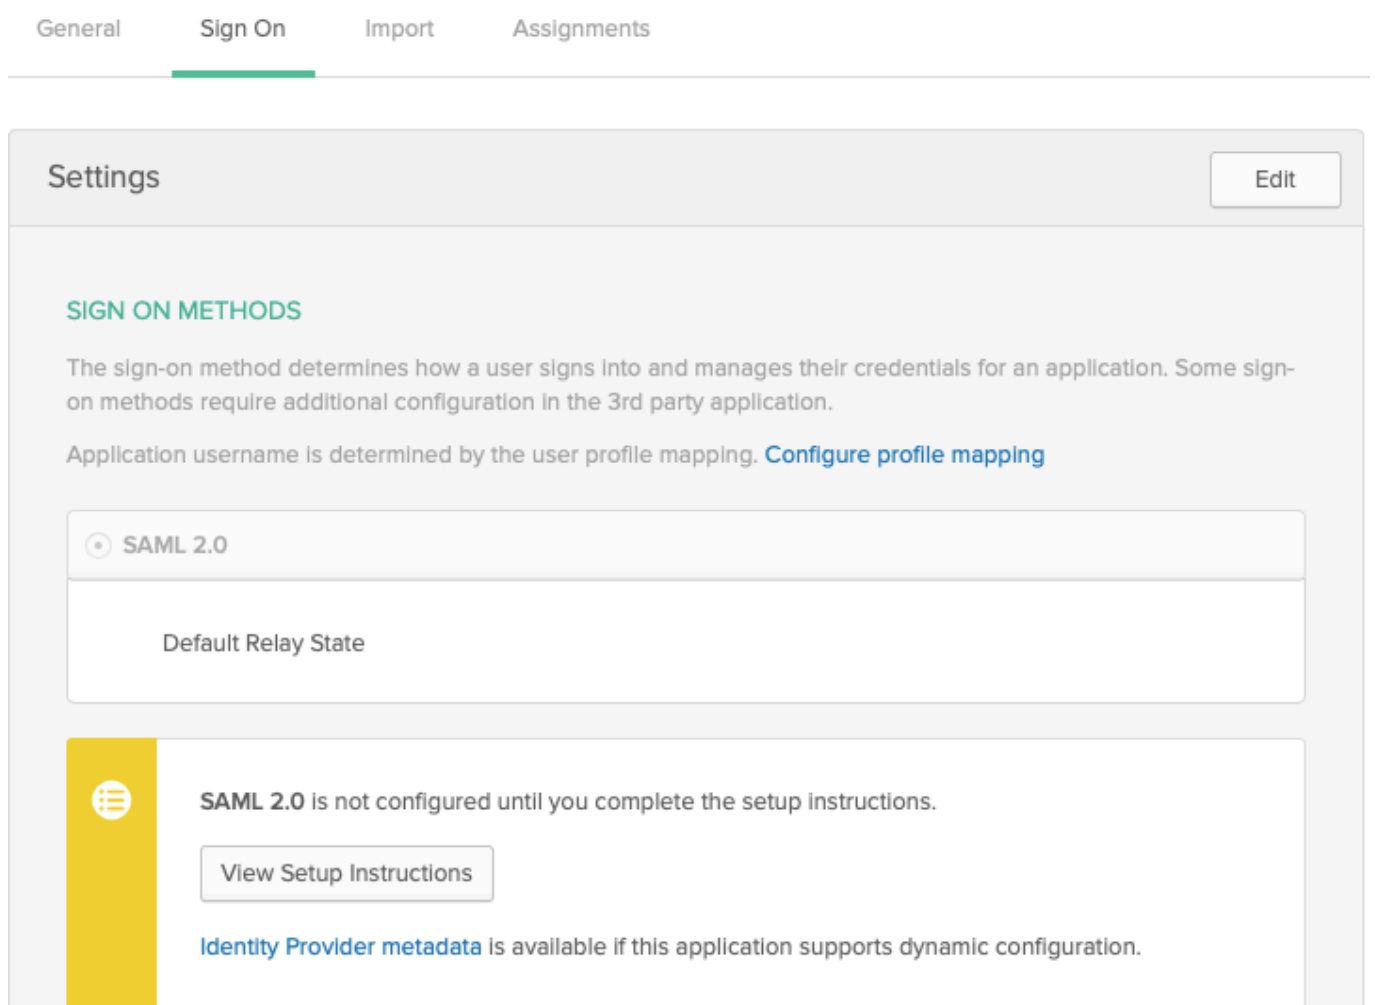 General Sign On Import Assignments
Settings
Edit
SIGN ON METHODS
The sign-on method determines how a user signs into and manages their credentials for an application. Some sign-
on methods require additional configuration in the 3rd party application.
Application username is determined by the user profile mapping. Configure profile mapping
SAML 2.0
Default Relay State
SAML 2.0 is not configured until you complete the setup instructions.
View Setup Instructions
Identity Provider metadata is available if this application supports dynamic configuration.